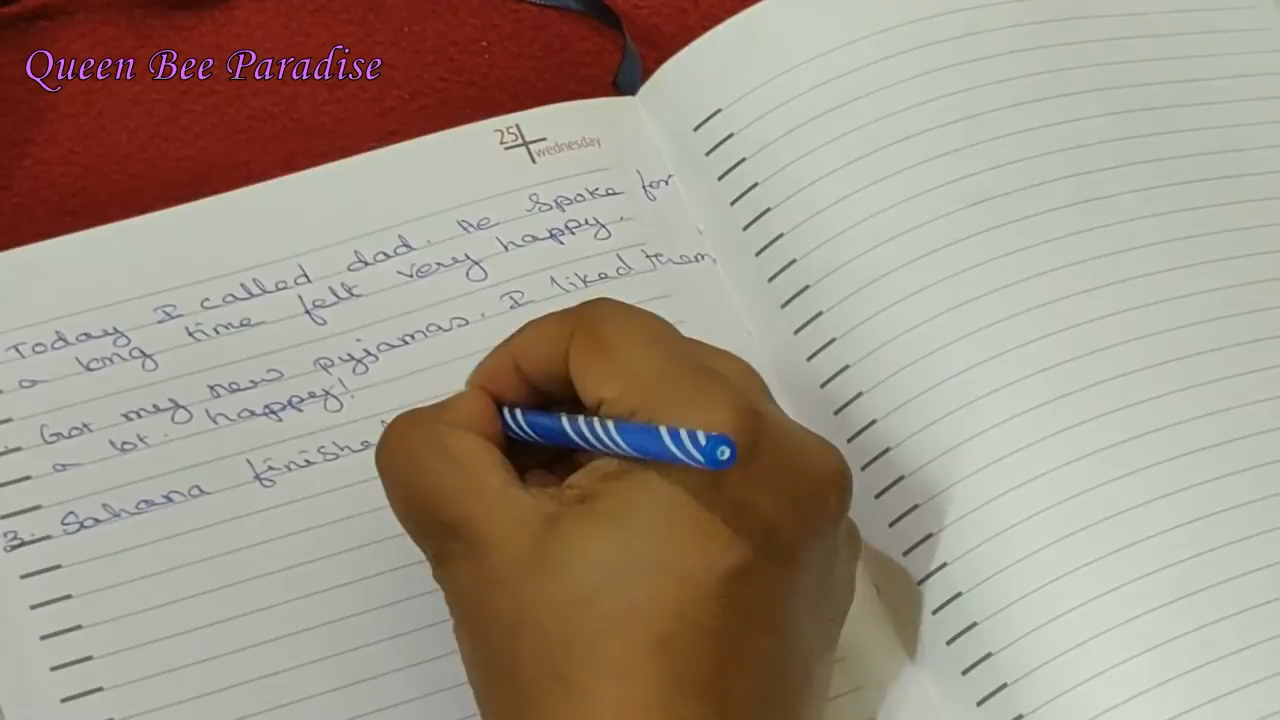 Queen Bee Paradise
25
wednesday
Today I called dad. He spoke for
a long time felt very happy.
. Got my new pyjamas. I liked them
a lot. happy!
3. Sahana finished